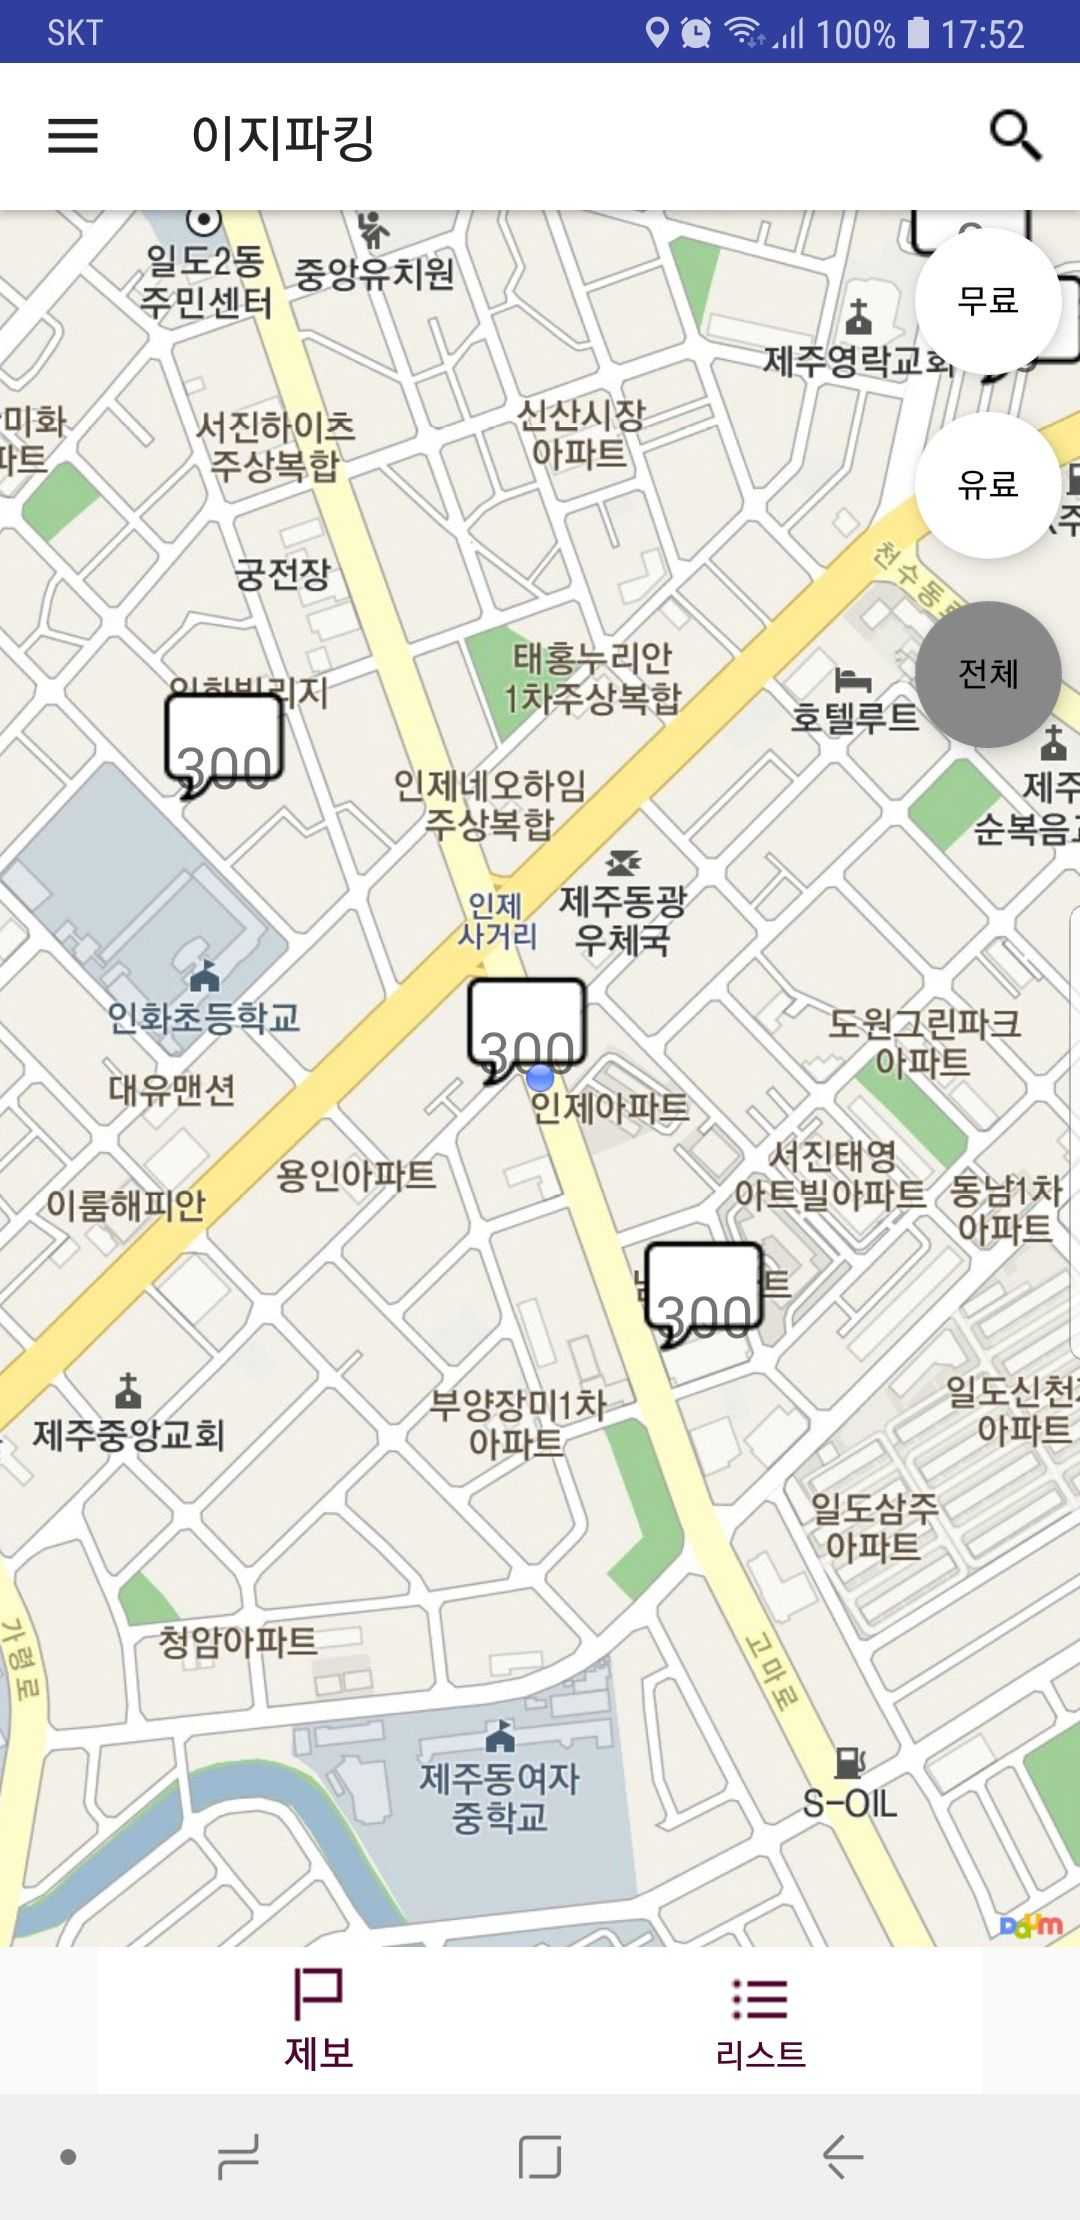 SKT
100% 17:52
이지파킹
일도2동
주민센터
중앙유치원
무료
제주영락교회
미화
서진하이츠
주상복합
신산시장
아파트
유료
궁전장
천수동로
태홍누리안
1차주상복합
전체
호텔루트
300
인제네오하임
주상복합
제주
순복음
인제
사거리
제주동광
우체국
인화초등학교
300
도원그린파크
아파트
대유맨션
인제아파트
용인아파트
서진태영
아트빌아파트
동남1차
아파트
이룸해피안
300
트
제주중앙교회
부양장미1차
아파트
일도신천
아파트
일도삼주
아파트
가령로
청암아파트
고마로
제주동여자
중학교
S-OIL
Daum
제보
리스트